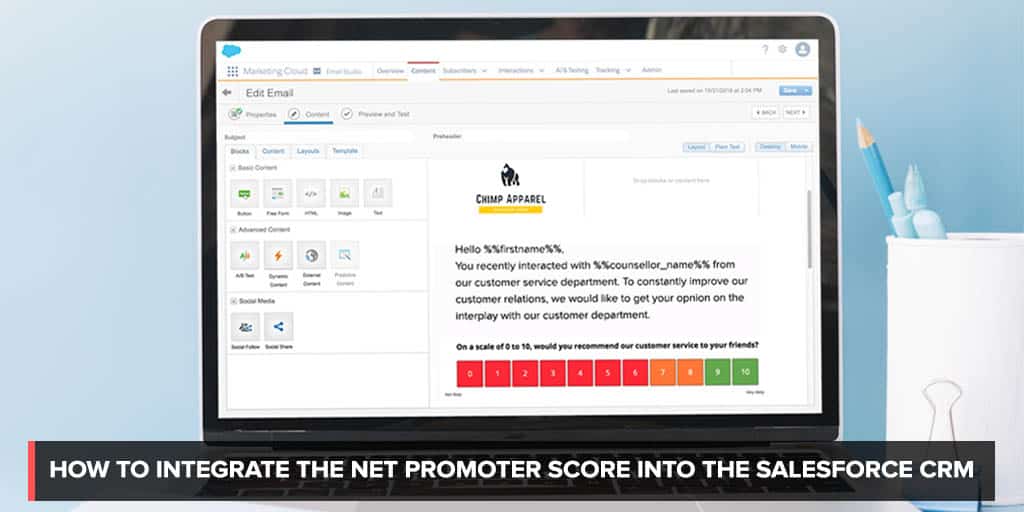 ? 
Marketing Cloud Email Studio Overview Content Subscribers Interactions A/B Testing Tracking Admin
Edit Email Last saved on 10/31/2018 at 2:04 PM Save
Properties Content Preview and Test BACK NEXT
Subject Preheader
Blocks Content Layouts Template Layout Plain Text Desktop Mobile
Basic Content
Button Free Form HTML Image Text
Advanced Content
A/B Test Dynamic Content External Content Predictive Content
Social Media
Social Follow Social Share
CHIMP APPAREL
Drop blocks or content here
Hello %%firstname%%,
You recently interacted with %%counsellor_name%% from
our customer service department. To constantly improve our
customer relations, we would like to get your opnion on the
interplay with our customer department.
On a scale of 0 to 10, would you recommend our customer service to your friends?
0 1 2 3 4 5 6 7 8 9 10
Not likely Very likely
HOW TO INTEGRATE THE NET PROMOTER SCORE INTO THE SALESFORCE CRM